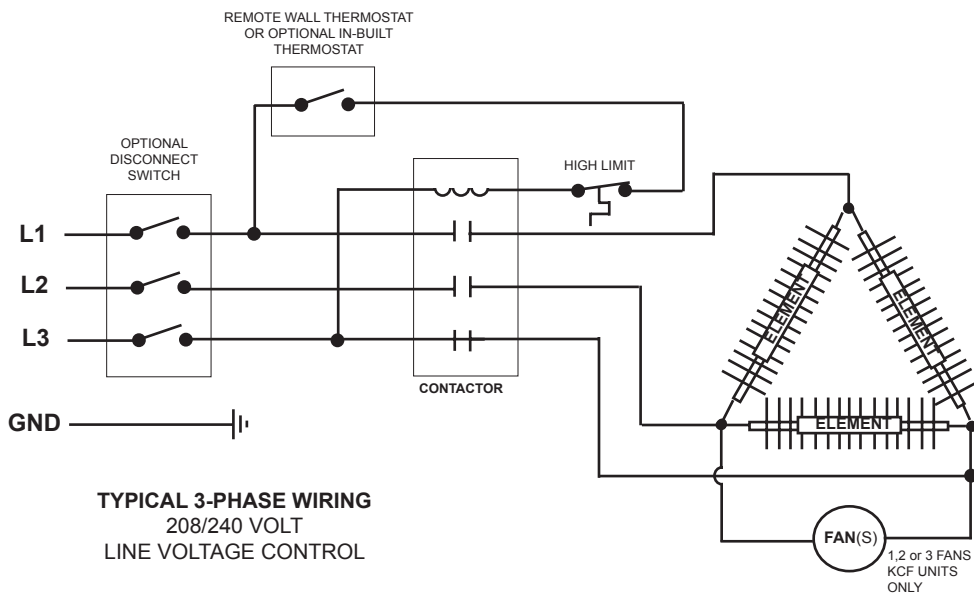 REMOTE WALL THERMOSTAT
OR OPTIONAL IN-BUILT
THERMOSTAT
OPTIONAL
DISCONNECT
SWITCH
HIGH LIMIT
L1
L2
L3
CONTACTOR
GND
ELEMENT
ELEMENT
ELEMENT
TYPICAL 3-PHASE WIRING
208/240 VOLT
LINE VOLTAGE CONTROL
FAN(S)
1,2 or 3 FANS
KCF UNITS
ONLY